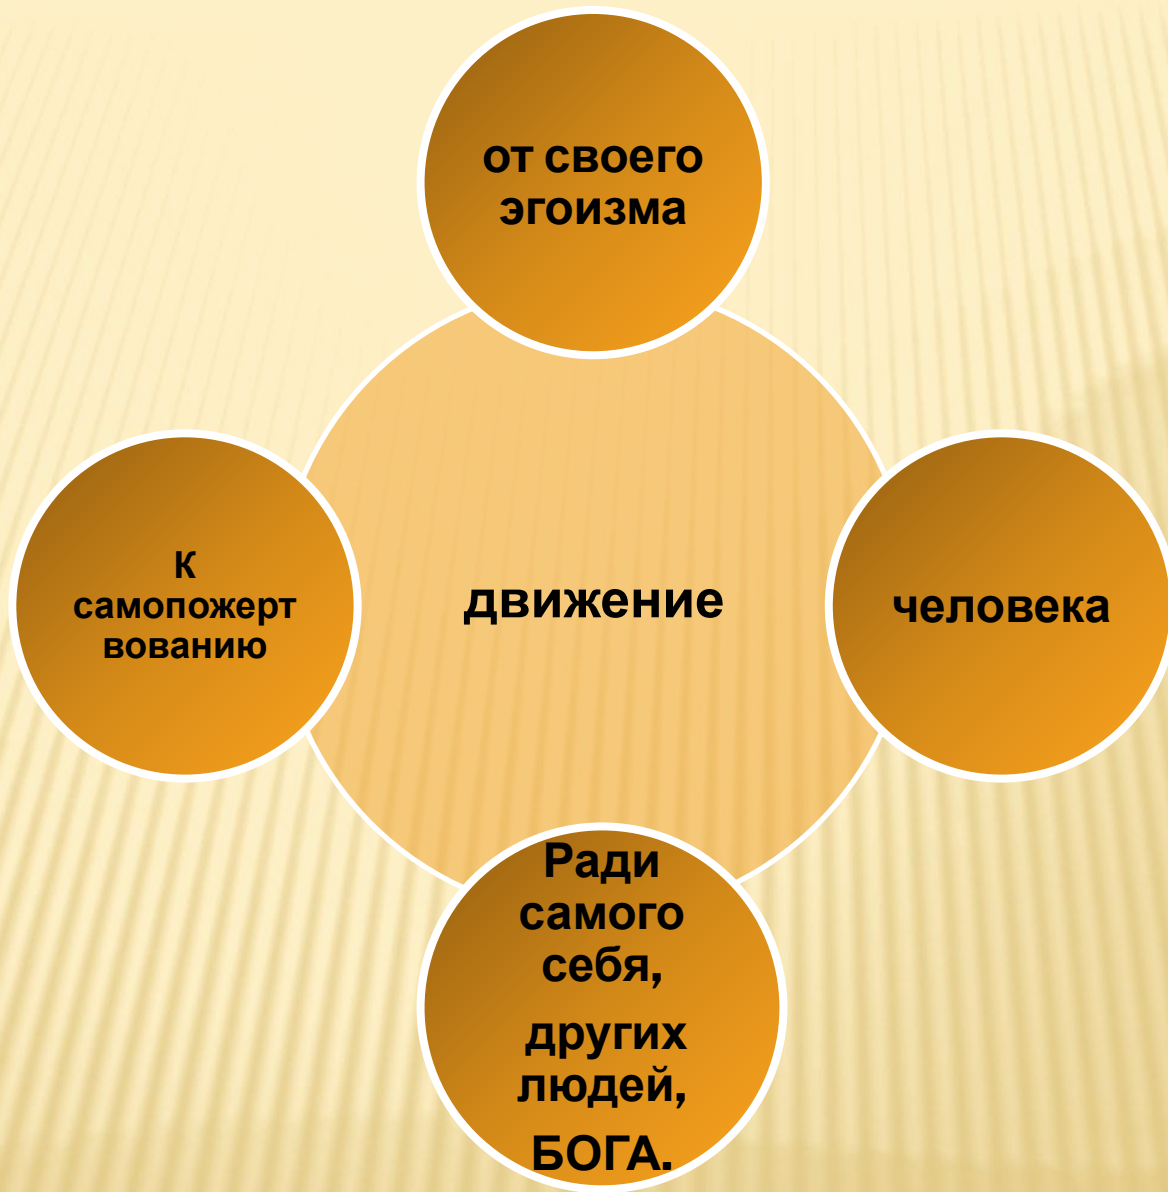 от своего
эгоизма
К
самопожерт
вованию
движение
человека
Ради
самого
себя,
других
людей,
БОГА.